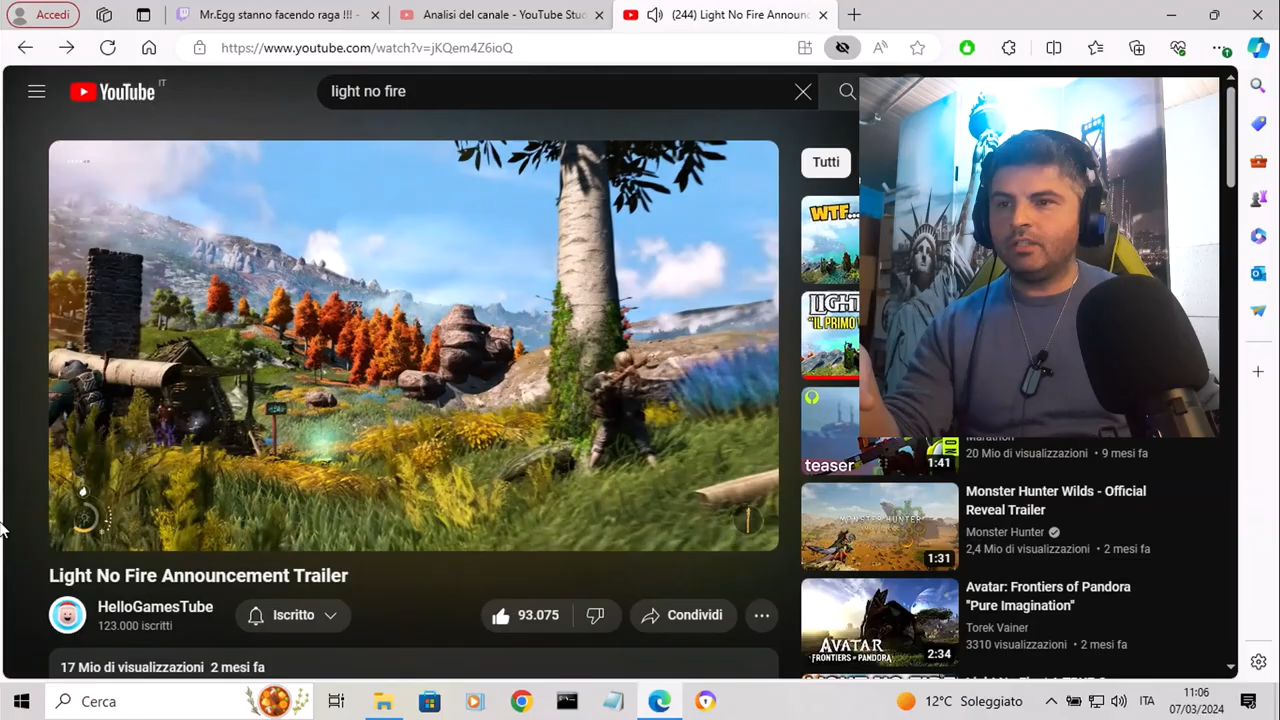 Accedi
Mr.Egg stanno facendo raga !!! -
Analisi del canale - YouTube Stud
(244) Light No Fire Announc
https://www.youtube.com/watch?v=jKQem4Z6ioQ
YouTube IT
light no fire
Tutti
WTF...
LIGHT
"IL PRIMO
teaser
1:41
20 Mio di visualizzazioni • 9 mesi fa
1:31
Monster Hunter Wilds - Official
Reveal Trailer
Monster Hunter
2,4 Mio di visualizzazioni • 2 mesi fa
AVATAR
FRONTIERS of PANDORA
2:34
Avatar: Frontiers of Pandora
"Pure Imagination"
Torek Vainer
3310 visualizzazioni • 2 mesi fa
Light No Fire Announcement Trailer
HelloGamesTube
123.000 iscritti
Iscritto
93.075
Condividi
17 Mio di visualizzazioni 2 mesi fa
Cerca
12°C Soleggiato
ITA
11:06
07/03/2024